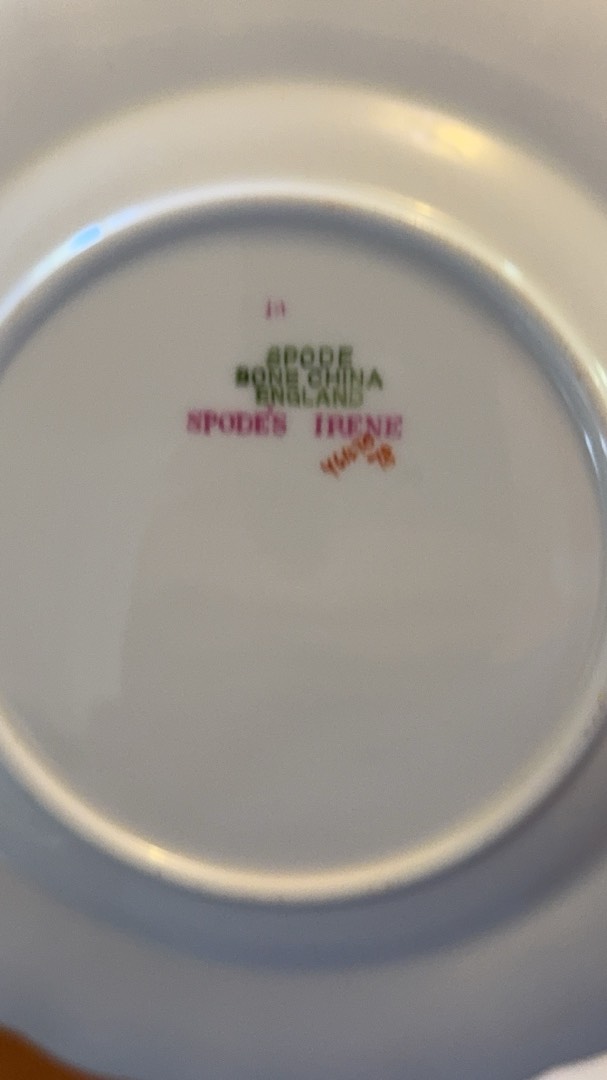 SPODE
BONE CHINA
ENGLAND
SPODE'S IRENE